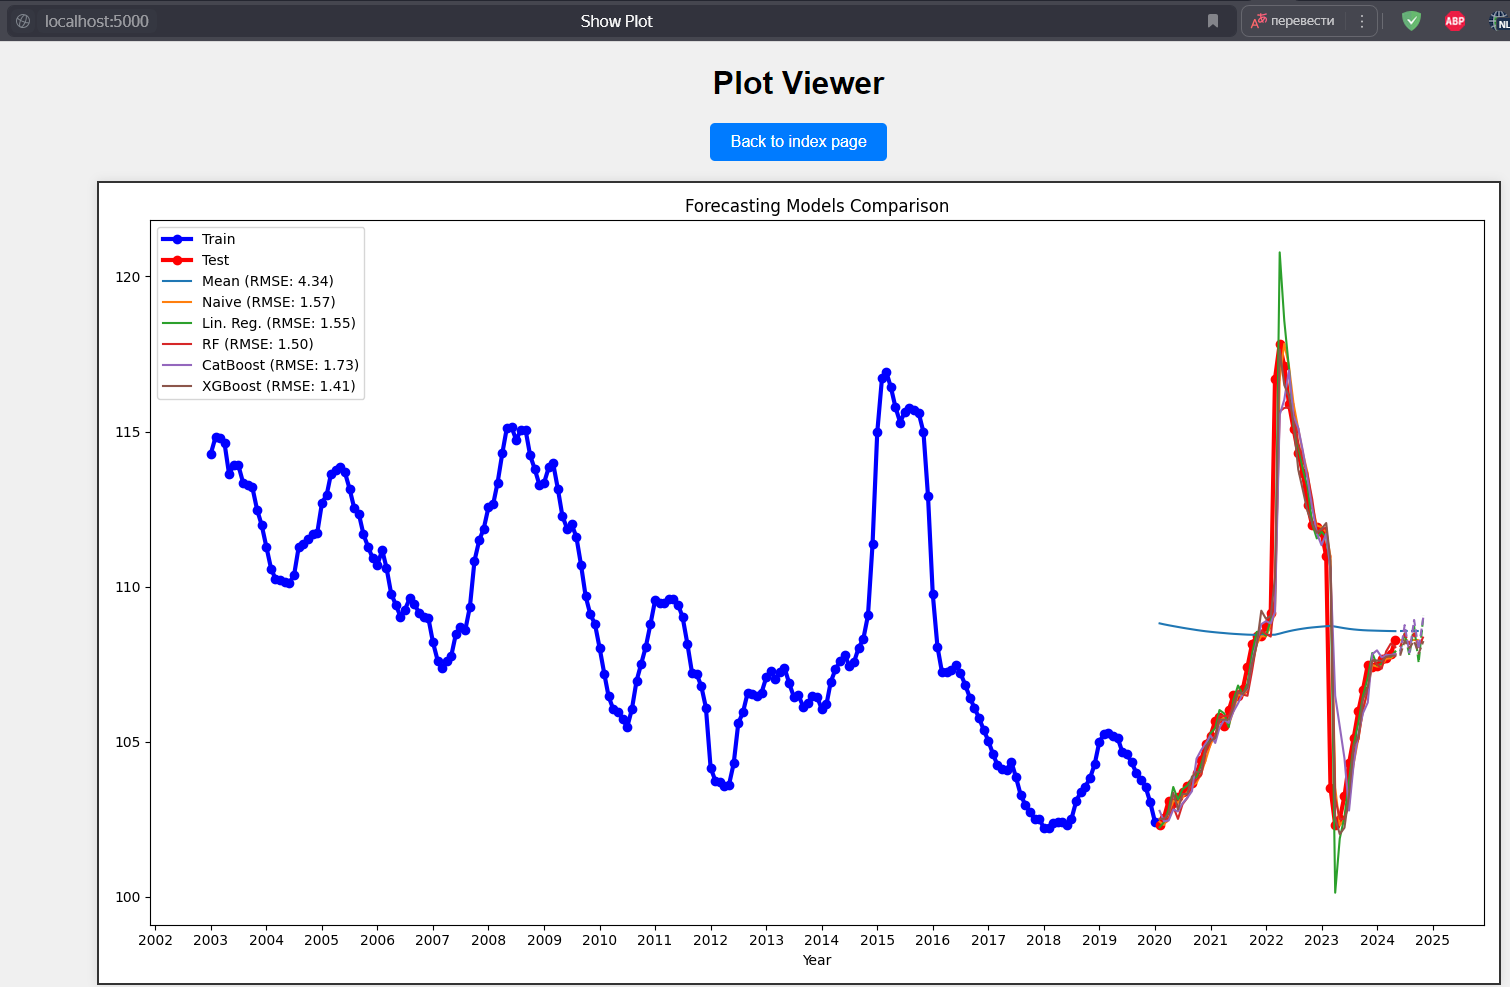 localhost:5000
Show Plot
перевести
ABP
NL
Plot Viewer
Back to index page
Forecasting Models Comparison
Train
Test
Mean (RMSE: 4.34)
Naive (RMSE: 1.57)
Lin. Reg. (RMSE: 1.55)
RF (RMSE: 1.50)
CatBoost (RMSE: 1.73)
XGBoost (RMSE: 1.41)
120
115
110
105
100
2002 2003 2004 2005 2006 2007 2008 2009 2010 2011 2012 2013 2014 2015 2016 2017 2018 2019 2020 2021 2022 2023 2024 2025
Year